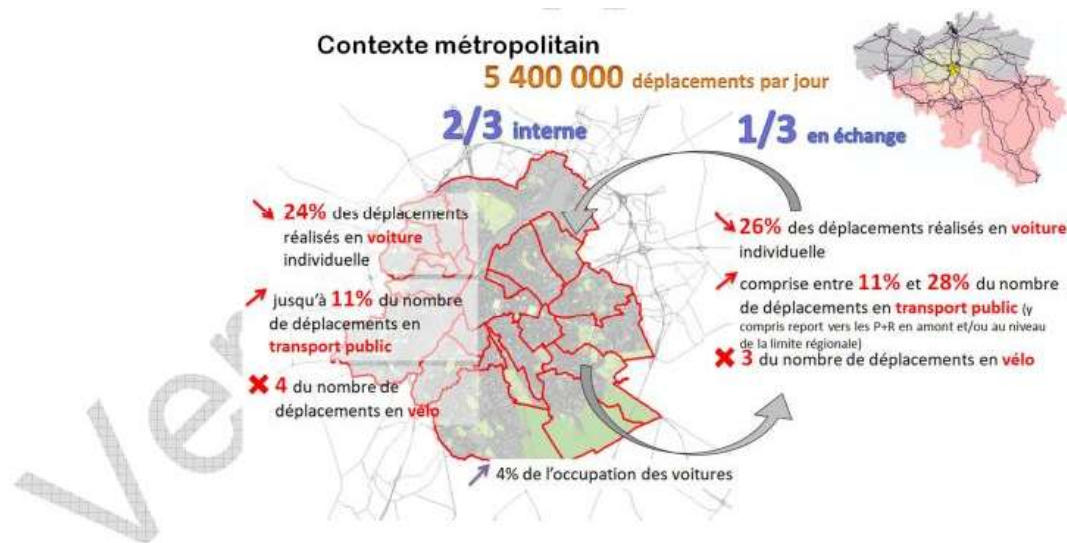 Contexte métropolitain
5 400 000 déplacements par jour
2/3 interne
1/3 en échange
24% des déplacements
réalisés en voiture
individuelle
jusqu'à 11% du nombre
de déplacements en
transport public
4 du nombre de
déplacements en vélo
26% des déplacements réalisés en voiture
individuelle
comprise entre 11% et 28% du nombre
de déplacements en transport public (y
compris report vers les P+R en amont et/ou au niveau
de la limite régionale)
3 du nombre de déplacements en vélo
4% de l'occupation des voitures
Ver